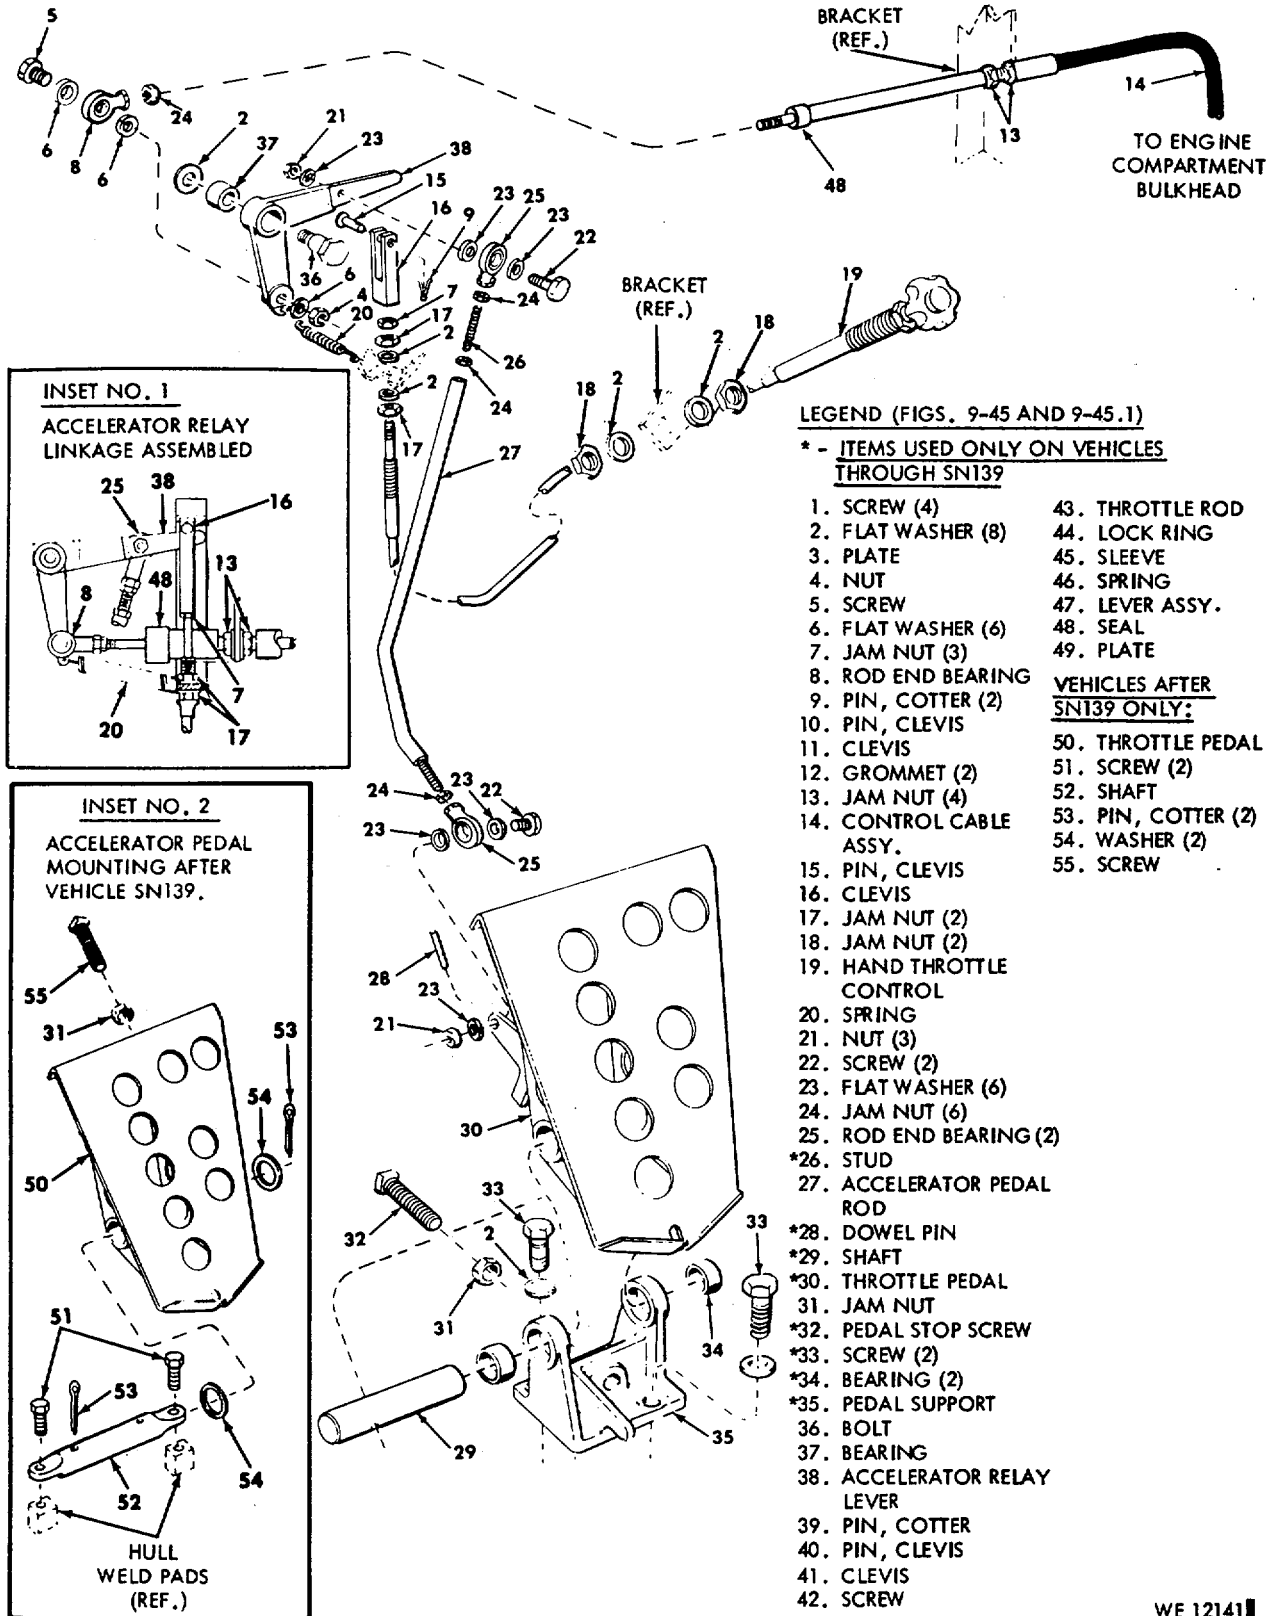 5
BRACKET
(REF.)
14
TO ENGINE
COMPARTMENT
BULKHEAD
13
48
24
6
8
6
2
37
21
23
38
15
16
9
23
25
23
22
36
6
4
20
7
17
2
24
26
24
2
17
27
BRACKET
(REF.)
19
18
2
2
18
INSET NO. 1
ACCELERATOR RELAY
LINKAGE ASSEMBLED
25
38
16
13
48
8
7
20
17
INSET NO. 2
ACCELERATOR PEDAL
MOUNTING AFTER
VEHICLE SN139.
55
31
53
54
50
51
53
54
52
HULL
WELD PADS
(REF.)
24
23
22
23
25
28
23
21
30
33
32
2
31
33
34
29
35
LEGEND (FIGS. 9-45 AND 9-45.1)
* - ITEMS USED ONLY ON VEHICLES
THROUGH SN139
1. SCREW (4)
2. FLAT WASHER (8)
3. PLATE
4. NUT
5. SCREW
6. FLAT WASHER (6)
7. JAM NUT (3)
8. ROD END BEARING
9. PIN, COTTER (2)
10. PIN, CLEVIS
11. CLEVIS
12. GROMMET (2)
13. JAM NUT (4)
14. CONTROL CABLE
ASSY.
15. PIN, CLEVIS
16. CLEVIS
17. JAM NUT (2)
18. JAM NUT (2)
19. HAND THROTTLE
CONTROL
20. SPRING
21. NUT (3)
22. SCREW (2)
23. FLAT WASHER (6)
24. JAM NUT (6)
25. ROD END BEARING (2)
*26. STUD
27. ACCELERATOR PEDAL
ROD
*28. DOWEL PIN
*29. SHAFT
*30. THROTTLE PEDAL
31. JAM NUT
*32. PEDAL STOP SCREW
*33. SCREW (2)
*34. BEARING (2)
*35. PEDAL SUPPORT
36. BOLT
37. BEARING
38. ACCELERATOR RELAY
LEVER
39. PIN, COTTER
40. PIN, CLEVIS
41. CLEVIS
42. SCREW
43. THROTTLE ROD
44. LOCK RING
45. SLEEVE
46. SPRING
47. LEVER ASSY.
48. SEAL
49. PLATE
VEHICLES AFTER
SN139 ONLY:
50. THROTTLE PEDAL
51. SCREW (2)
52. SHAFT
53. PIN, COTTER (2)
54. WASHER (2)
55. SCREW
WE 12141